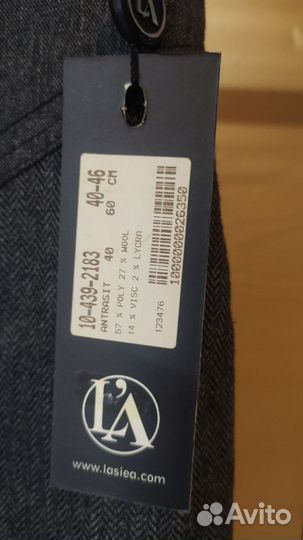 L'A
10-439-2183 40-46
ANTRASIT 40 60 CM
57 % POLY 27 % WOOL
14 % VISC 2 % LYCRA
123476
1000000026350
L'A
www.lasiea.com
Avito